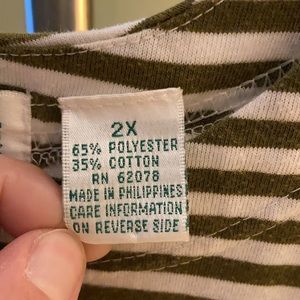 2X
65% POLYESTER
35% COTTON
RN 62078
MADE IN PHILIPPINES
CARE INFORMATION
ON REVERSE SIDE